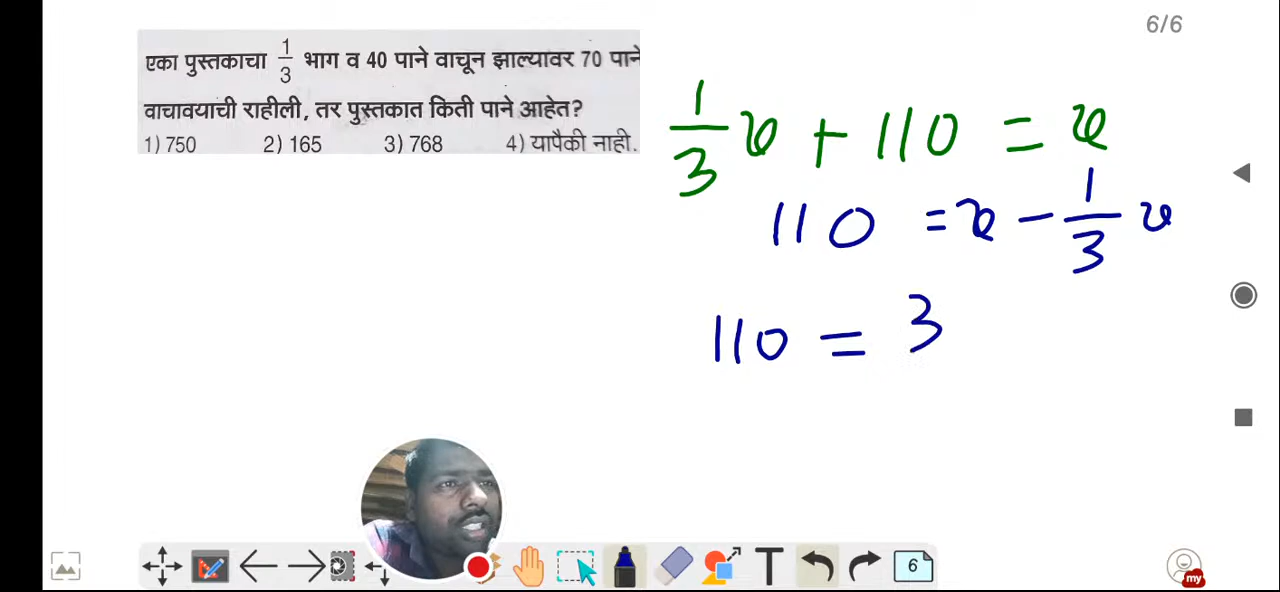 6/6
एका पुस्तकाचा 1/3 भाग व 40 पाने वाचून झाल्यावर 70 पाने
वाचावयाची राहीली, तर पुस्तकात किती पाने आहेत?
1) 750 2) 165 3) 768 4) यापैकी नाही.
1/3 x + 110 = x
110 = x - 1/3 x
110 = 3
T 6
my